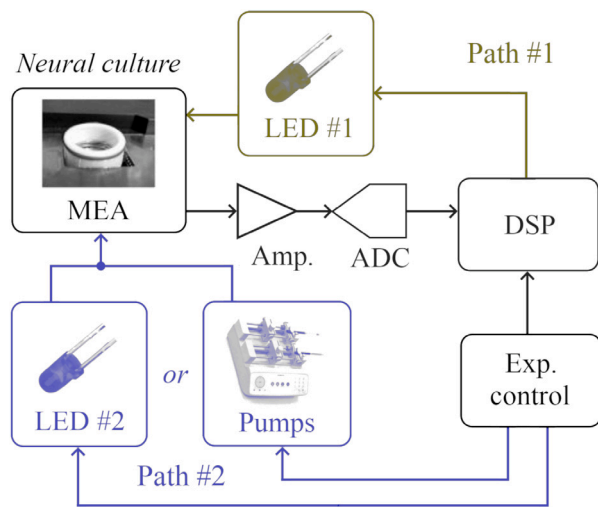 Neural culture
Path #1
LED #1
MEA
Amp.
ADC
DSP
LED #2
or
Pumps
Exp.
control
Path #2